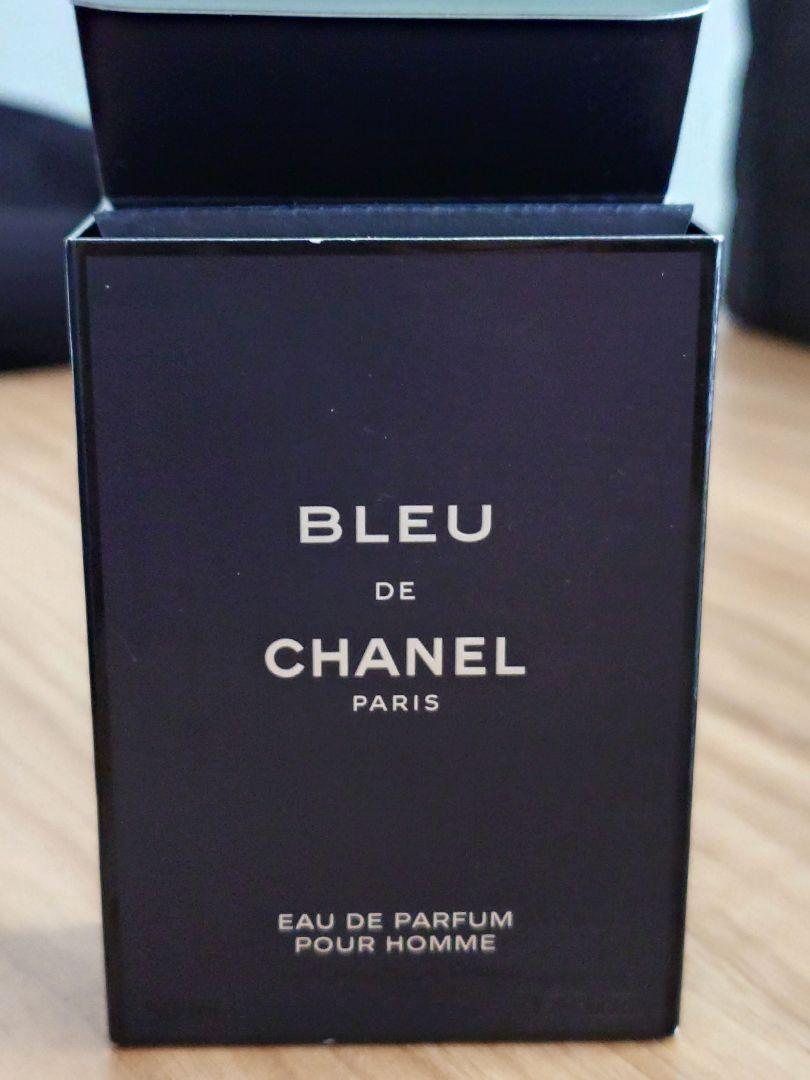 BLEU
DE
CHANEL
PARIS
EAU DE PARFUM
POUR HOMME